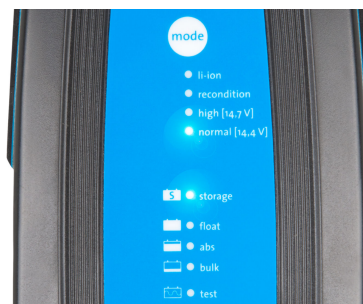 mode
li-ion
recondition
high [14,7 V]
normal [14,4 V]
S storage
float
abs
bulk
test